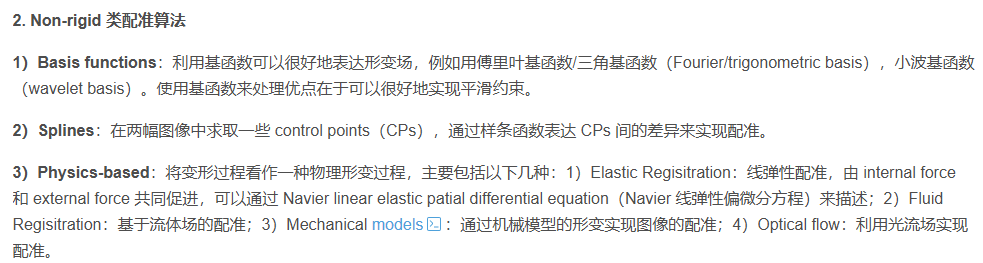 2. Non-rigid 类配准算法
1）Basis functions：利用基函数可以很好地表达形变场，例如用傅里叶基函数/三角基函数（Fourier/trigonometric basis），小波基函数
（wavelet basis）。使用基函数来处理优点在于可以很好地实现平滑约束。
2）Splines：在两幅图像中求取一些 control points（CPs），通过样条函数表达 CPs 间的差异来实现配准。
3）Physics-based：将变形过程看作一种物理形变过程，主要包括以下几种：1）Elastic Regisitration：线弹性配准，由 internal force
和 external force 共同促进，可以通过 Navier linear elastic patial differential equation（Navier 线弹性偏微分方程）来描述；2）Fluid
Regisitration：基于流体场的配准；3）Mechanical models：通过机械模型的形变实现图像的配准；4）Optical flow：利用光流场实现
配准。